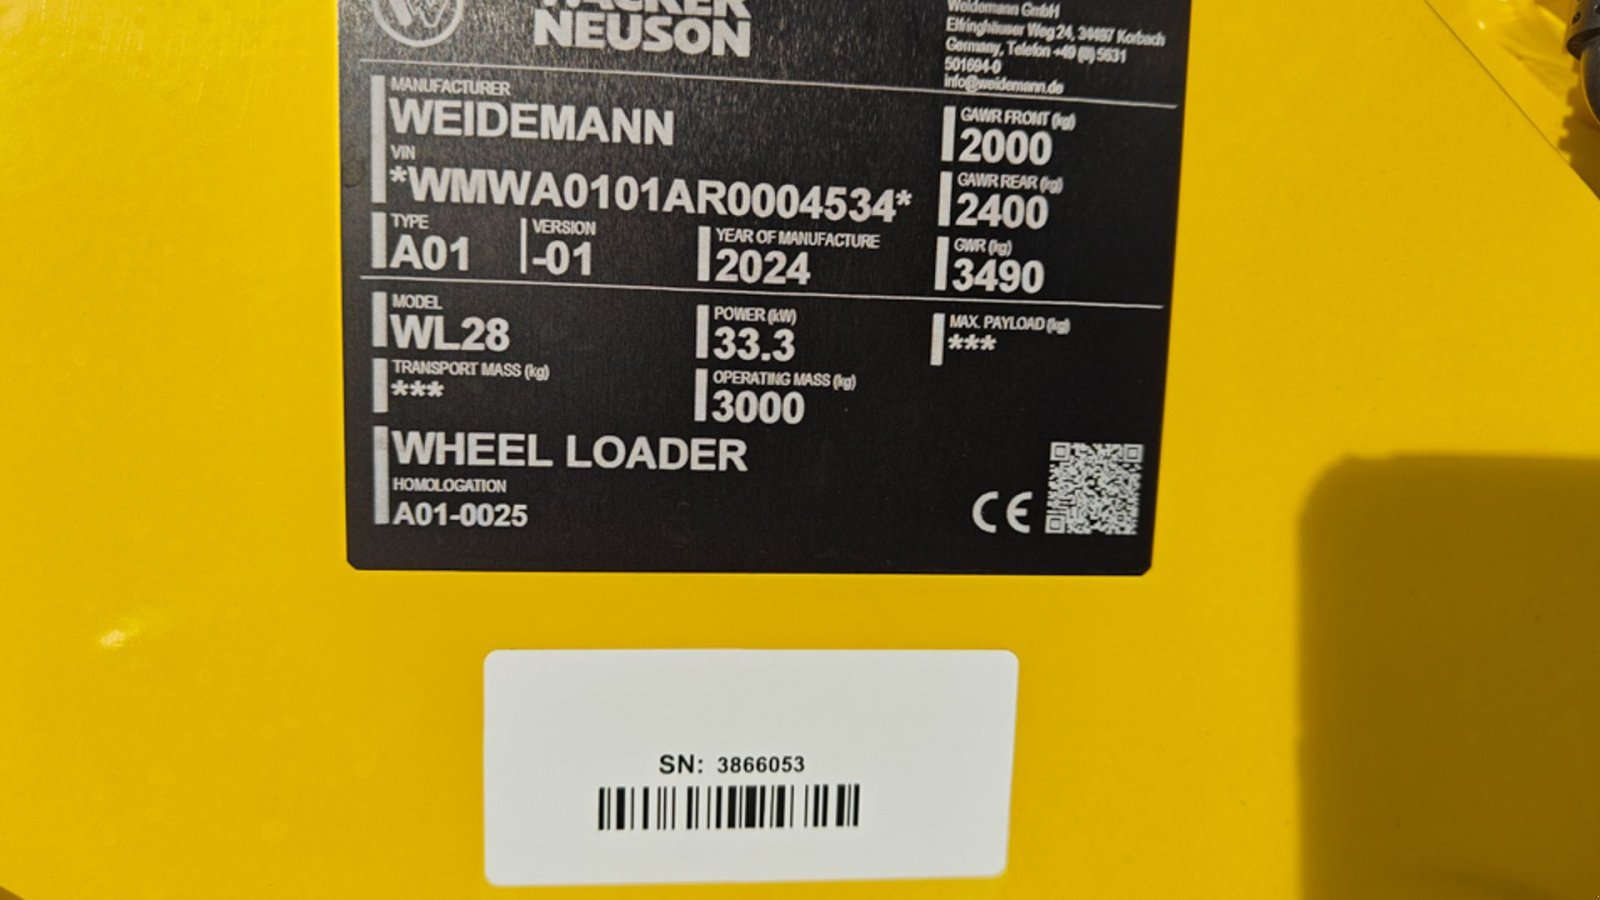 WACKER
NEUSON
Weidemann GmbH
Elfringhäuser Weg 24, 34497 Korbach
Germany, Telefon +49 (0) 5631
501694-0
info@weidemann.de
MANUFACTURER
WEIDEMANN
VIN
*WMWA0101AR0004534*
TYPE
A01
VERSION
-01
YEAR OF MANUFACTURE
2024
GAWR FRONT (kg)
2000
GAWR REAR (kg)
2400
GWR (kg)
3490
MODEL
WL28
POWER (kW)
33.3
MAX. PAYLOAD (kg)
***
TRANSPORT MASS (kg)
***
OPERATING MASS (kg)
3000
WHEEL LOADER
HOMOLOGATION
A01-0025
CE
SN: 3866053